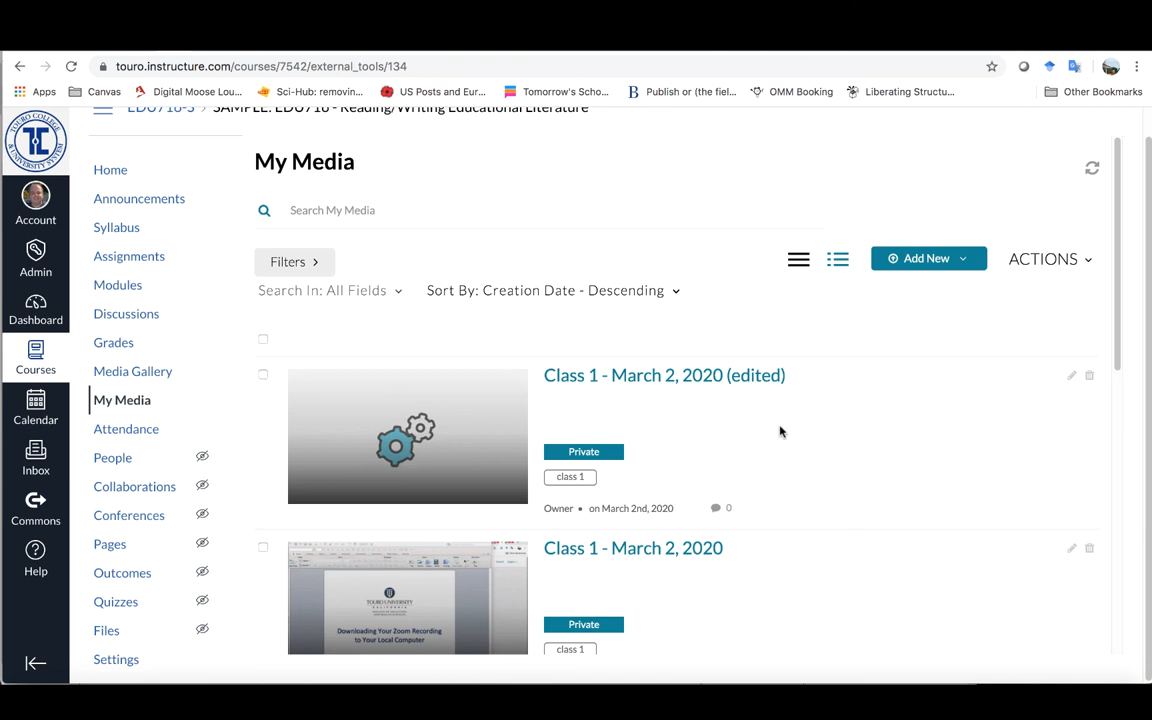 touro.instructure.com/courses/7542/external_tools/134
Apps Canvas Digital Moose Lou... Sci-Hub: removin... US Posts and Eur... Tomorrow's Scho... Publish or (the fiel... OMM Booking Liberating Structu... Other Bookmarks
EDU716-S > SAMPLE: EDU716 - Reading/Writing Educational Literature
Account
Admin
Dashboard
Courses
Calendar
Inbox
Commons
Help
Home
Announcements
Syllabus
Assignments
Modules
Discussions
Grades
Media Gallery
My Media
Attendance
People
Collaborations
Conferences
Pages
Outcomes
Quizzes
Files
Settings
My Media
Search My Media
Filters >
Add New
ACTIONS
Search In: All Fields
Sort By: Creation Date - Descending
Class 1 - March 2, 2020 (edited)
Private
class 1
Owner • on March 2nd, 2020 0
Class 1 - March 2, 2020
Private
class 1
TOURO UNIVERSITY
CALIFORNIA
Downloading Your Zoom Recording
to Your Local Computer